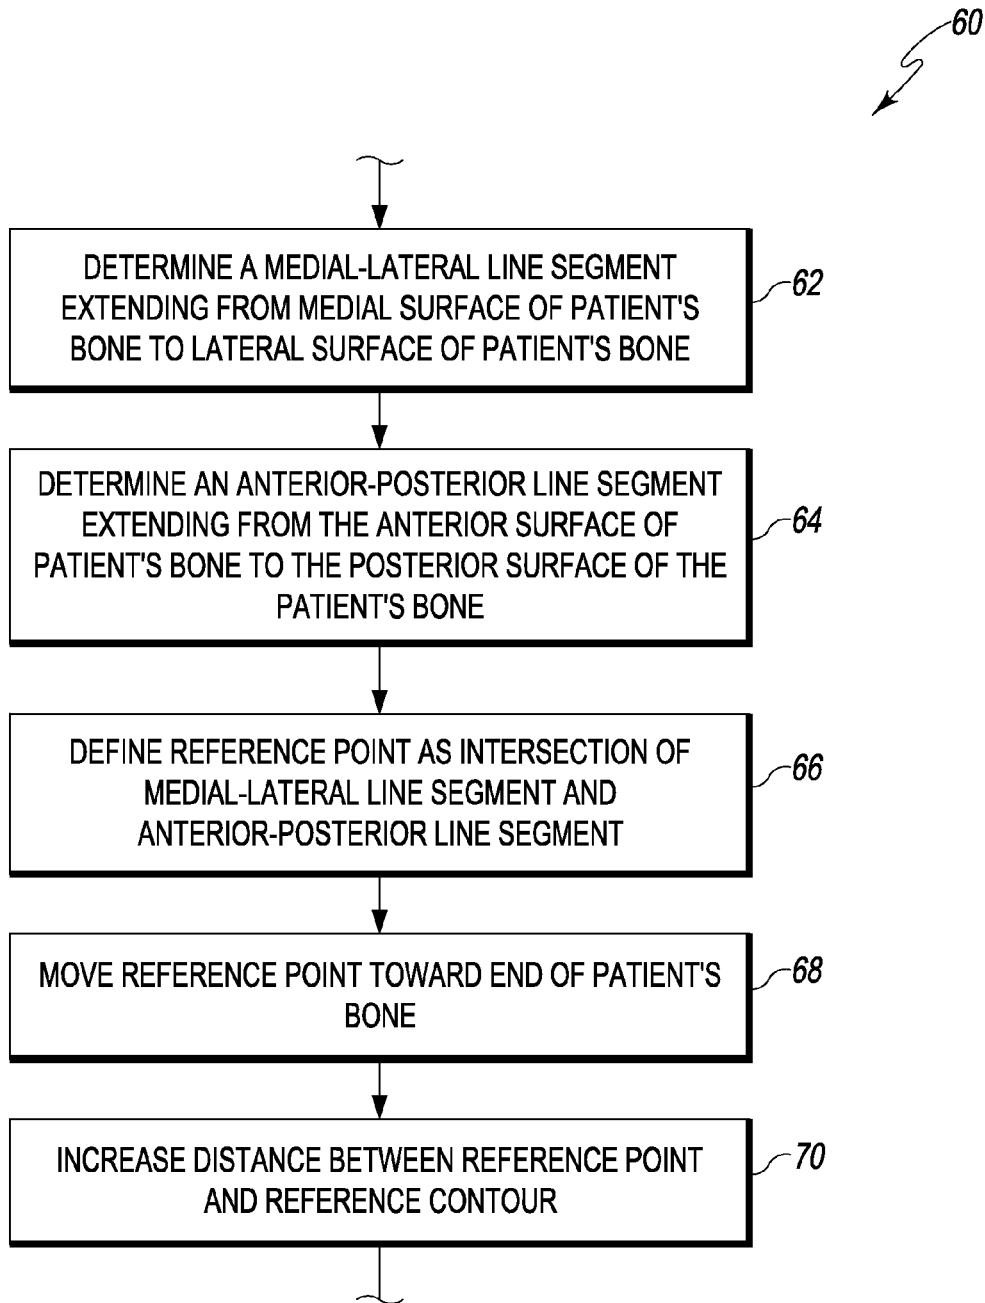 60
DETERMINE A MEDIAL-LATERAL LINE SEGMENT
EXTENDING FROM MEDIAL SURFACE OF PATIENT'S
BONE TO LATERAL SURFACE OF PATIENT'S BONE
62
DETERMINE AN ANTERIOR-POSTERIOR LINE SEGMENT
EXTENDING FROM THE ANTERIOR SURFACE OF
PATIENT'S BONE TO THE POSTERIOR SURFACE OF THE
PATIENT'S BONE
64
DEFINE REFERENCE POINT AS INTERSECTION OF
MEDIAL-LATERAL LINE SEGMENT AND
ANTERIOR-POSTERIOR LINE SEGMENT
66
MOVE REFERENCE POINT TOWARD END OF PATIENT'S
BONE
68
INCREASE DISTANCE BETWEEN REFERENCE POINT
AND REFERENCE CONTOUR
70